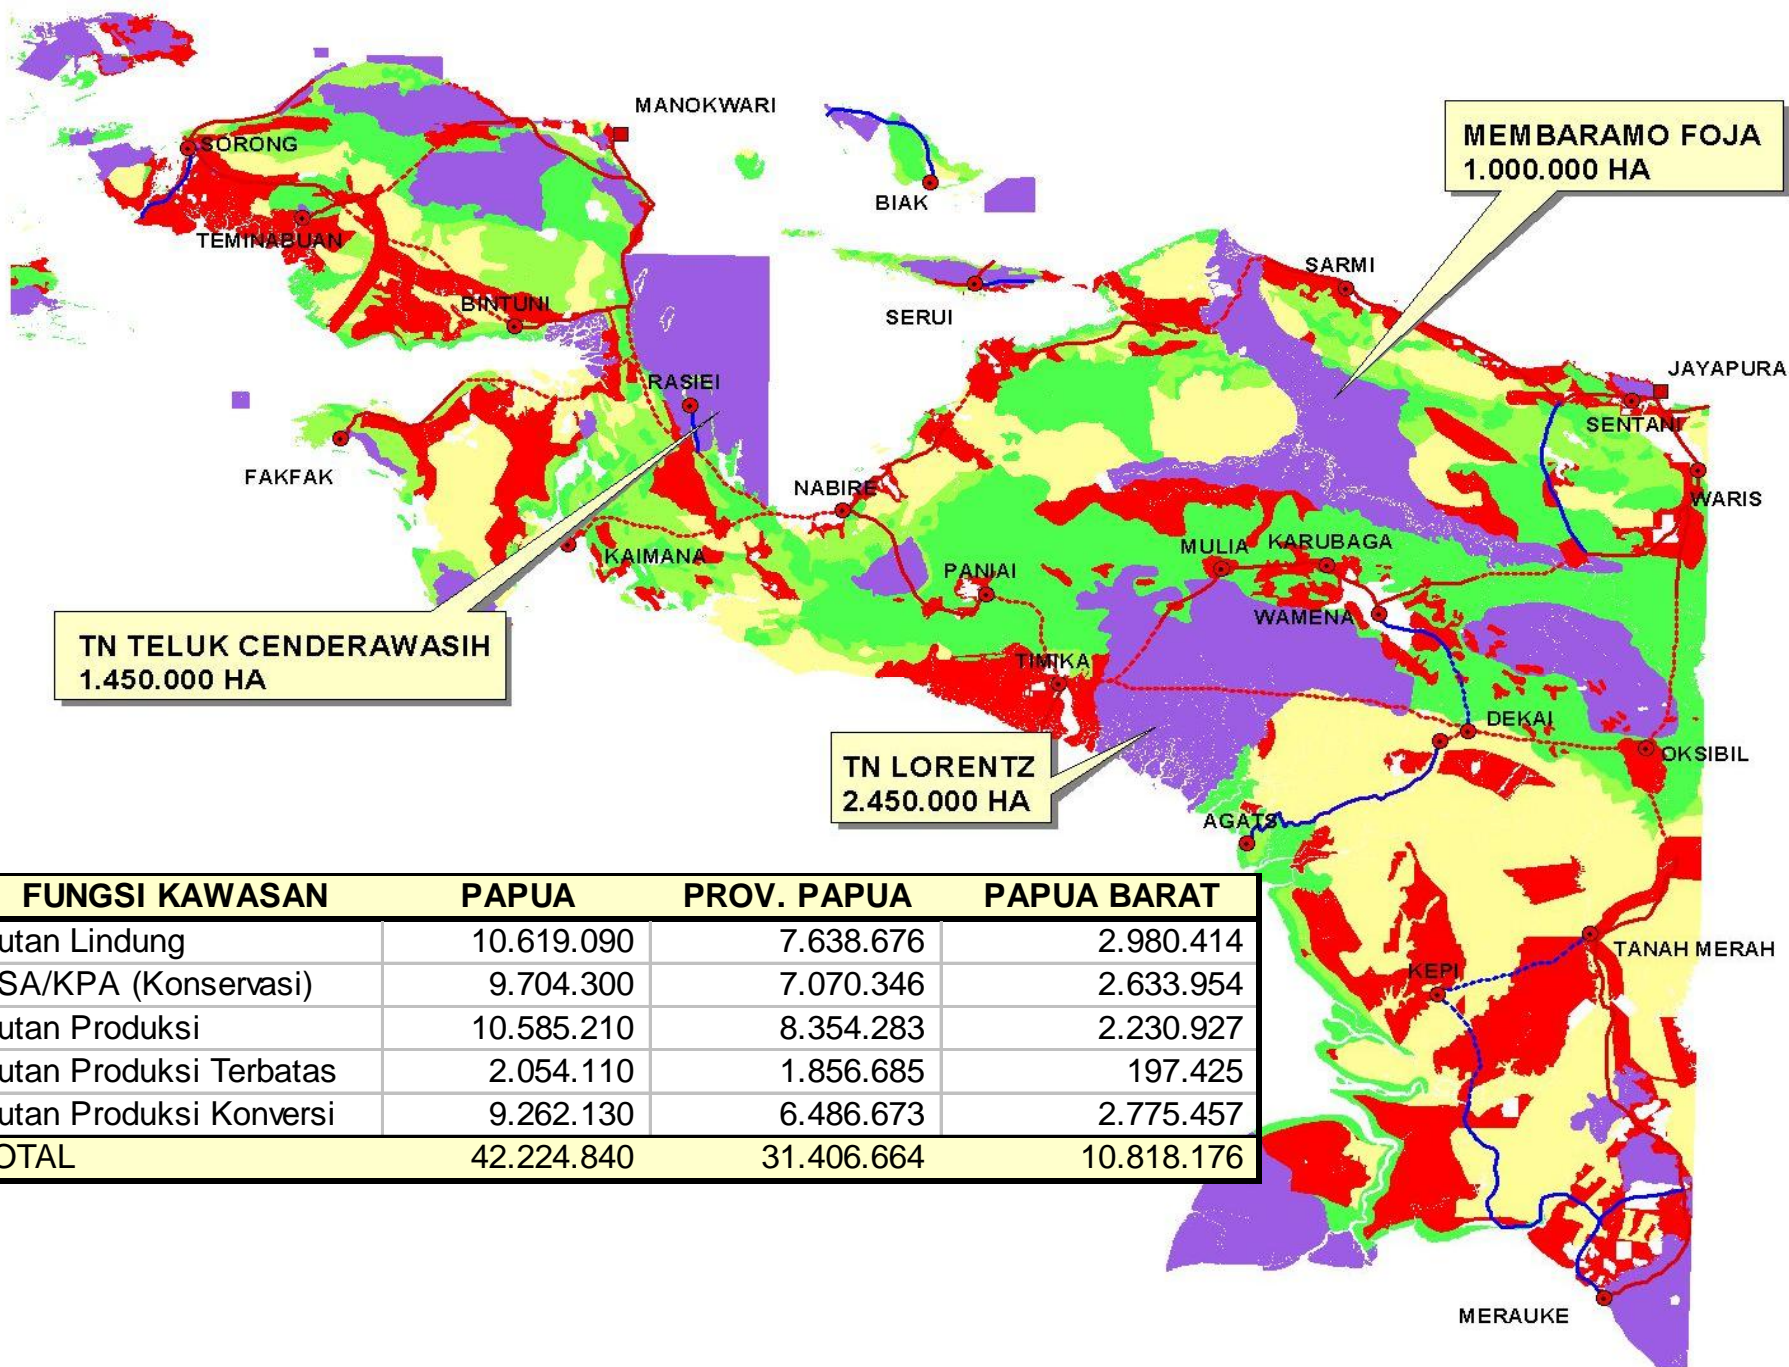 MANOKWARI
MEMBARAMO FOJA
1.000.000 HA
SORONG
BIAK
TEMINABUAN
SARMI
BINTUNI
SERUI
JAYAPURA
RASIEI
SENTANI
FAKFAK
NABIRE
WARIS
KAIMANA
MULIA
KARUBAGA
PANIAI
WAMENA
TN TELUK CENDERAWASIH
1.450.000 HA
TIMIKA
DEKAI
OKSIBIL
TN LORENTZ
2.450.000 HA
AGATS
FUNGSI KAWASAN PAPUA PROV. PAPUA PAPUA BARAT
utan Lindung 10.619.090 7.638.676 2.980.414
SA/KPA (Konservasi) 9.704.300 7.070.346 2.633.954
utan Produksi 10.585.210 8.354.283 2.230.927
utan Produksi Terbatas 2.054.110 1.856.685 197.425
utan Produksi Konversi 9.262.130 6.486.673 2.775.457
OTAL 42.224.840 31.406.664 10.818.176
TANAH MERAH
KEPI
MERAUKE